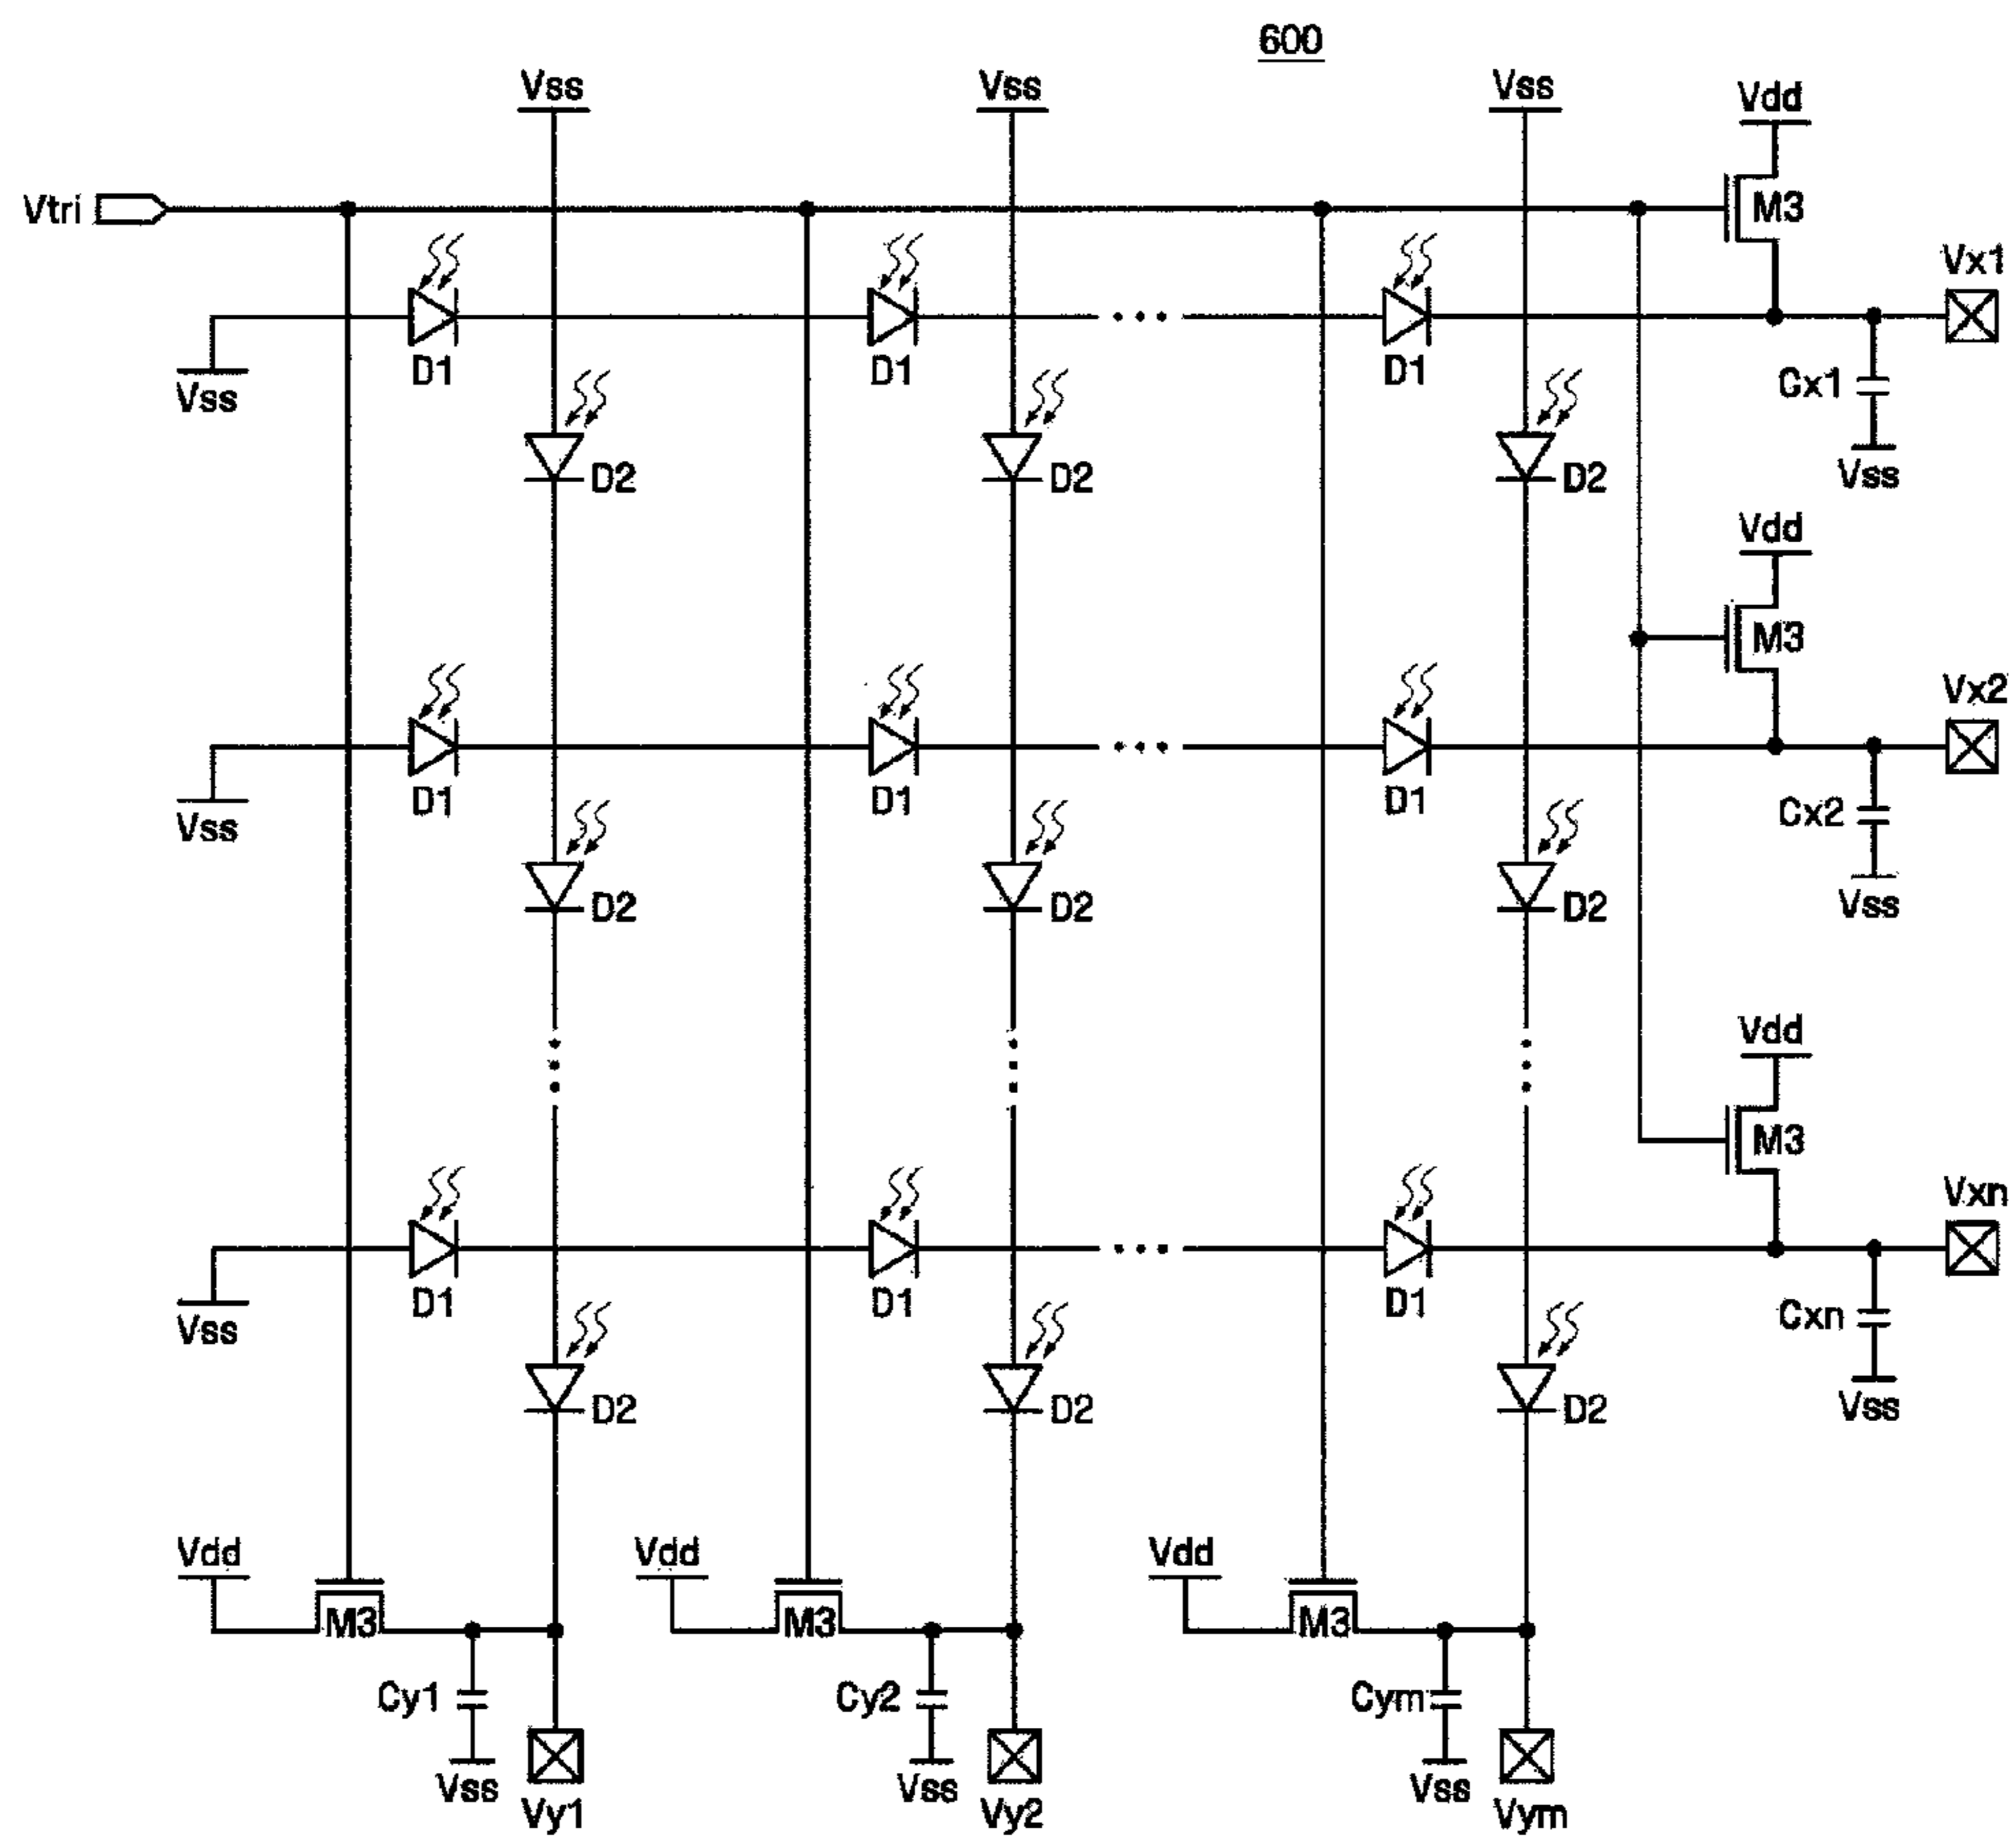 600
Vss Vss Vss Vdd
Vtri M3
Vx1
D1 D1 D1
Vss Cx1
D2 D2 D2 Vss
Vdd
M3
Vx2
D1 D1 D1
Vss Cx2
D2 D2 D2 Vss
Vdd
M3
Vxn
D1 D1 D1 Cxn
Vss
D2 D2 D2 Vss
Vdd Vdd Vdd
M3 M3 M3
Cy1 Cy2 Cym
Vss Vss Vss
Vy1 Vy2 Vym